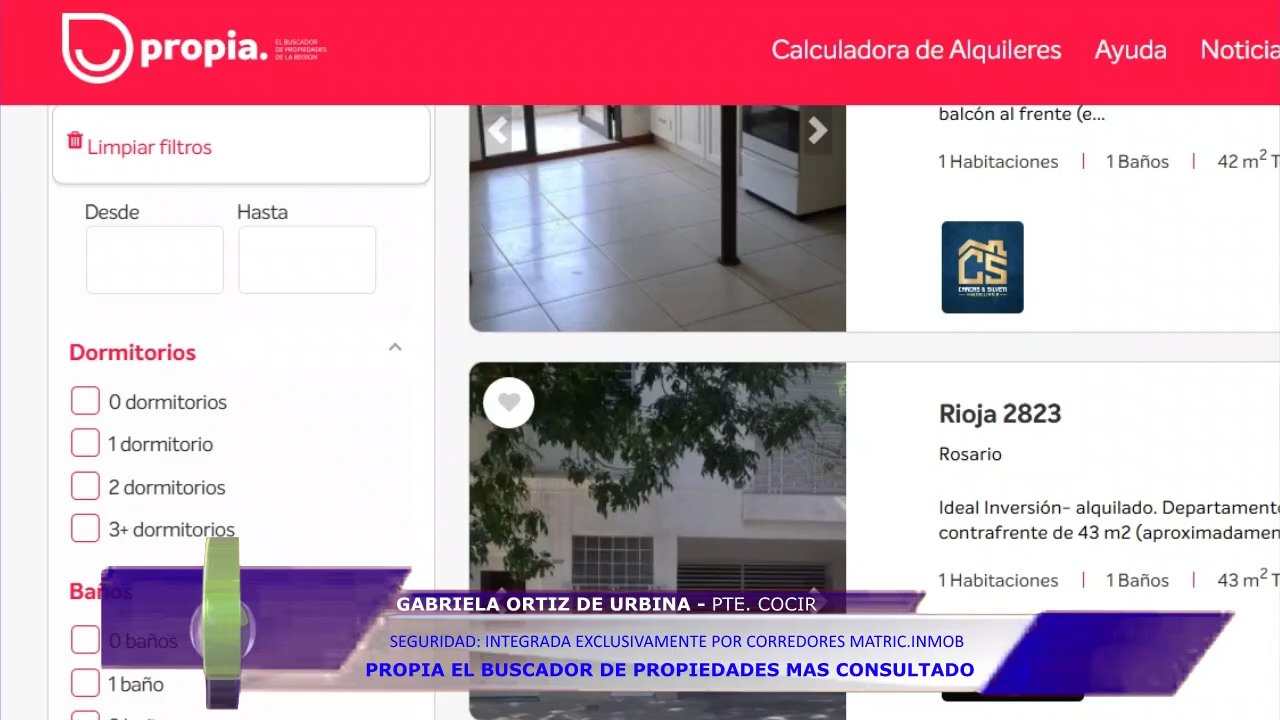 propia.
EL BUSCADOR
DE PROPIEDADES
DE LA REGIÓN
Calculadora de Alquileres
Ayuda
Noticia
Limpiar filtros
Desde
Hasta
Dormitorios
0 dormitorios
1 dormitorio
2 dormitorios
3+ dormitorios
Baños
0 baños
1 baño
balcón al frente (e...
1 Habitaciones | 1 Baños | 42 m² T
CS
INMOBILIARIA
Rioja 2823
Rosario
Ideal Inversión- alquilado. Departamento
contrafrente de 43 m2 (aproximadamen
1 Habitaciones | 1 Baños | 43 m² T
GABRIELA ORTIZ DE URBINA - PTE. COCIR
SEGURIDAD: INTEGRADA EXCLUSIVAMENTE POR CORREDORES MATRIC.INMOB
PROPIA EL BUSCADOR DE PROPIEDADES MAS CONSULTADO